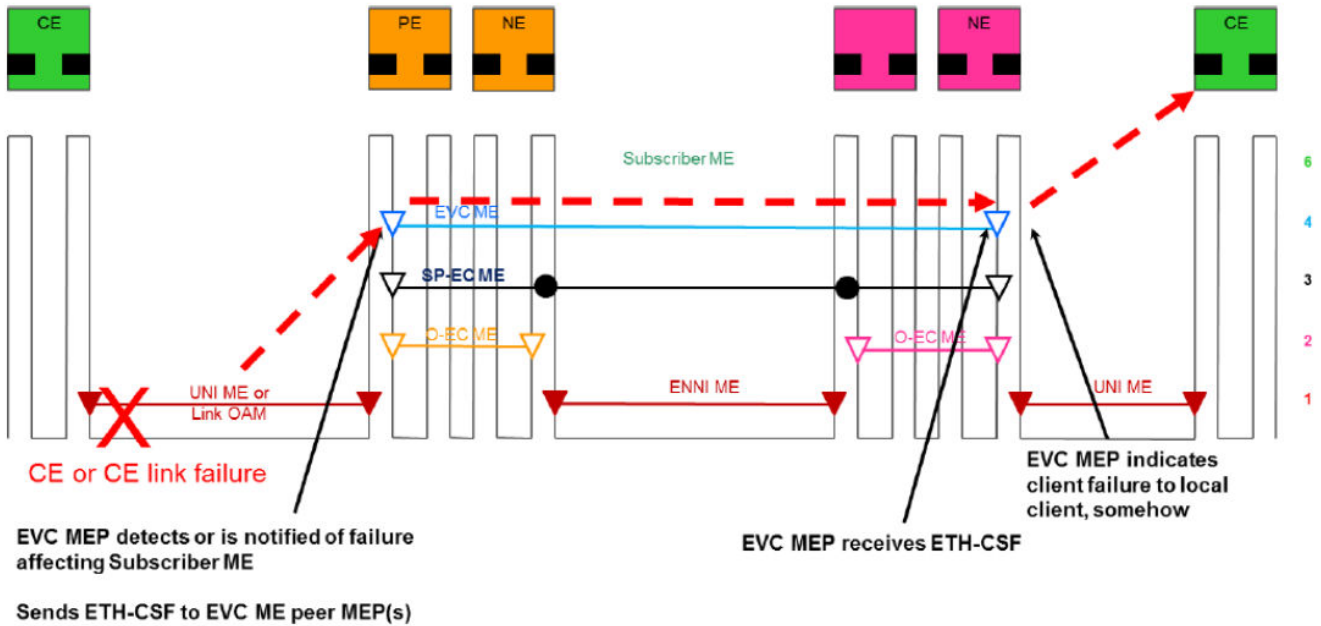 CE
PE
NE
NE
CE
Subscriber ME
6
EVC ME
4
SP-EC ME
3
O-EC ME
O-EC ME
2
UNI ME or
Link OAM
ENNI ME
UNI ME
1
CE or CE link failure
EVC MEP detects or is notified of failure
affecting Subscriber ME
Sends ETH-CSF to EVC ME peer MEP(s)
EVC MEP receives ETH-CSF
EVC MEP indicates
client failure to local
client, somehow